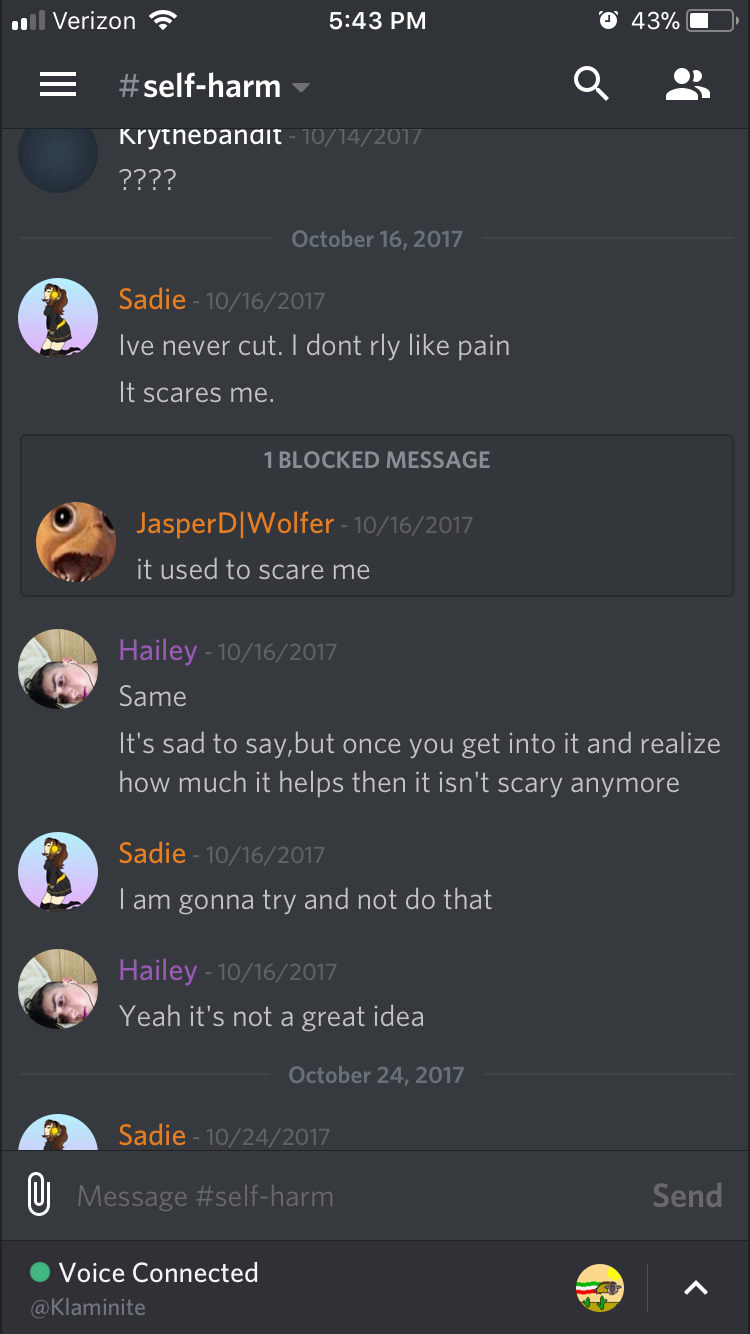 Verizon 5:43 PM 43%
#self-harm
Krythebandit - 10/14/2017
????
October 16, 2017
Sadie - 10/16/2017
Ive never cut. I dont rly like pain
It scares me.
1 BLOCKED MESSAGE
JasperD|Wolfer - 10/16/2017
it used to scare me
Hailey - 10/16/2017
Same
It's sad to say,but once you get into it and realize
how much it helps then it isn't scary anymore
Sadie - 10/16/2017
I am gonna try and not do that
Hailey - 10/16/2017
Yeah it's not a great idea
October 24, 2017
Sadie - 10/24/2017
Message #self-harm Send
Voice Connected
@Klaminite